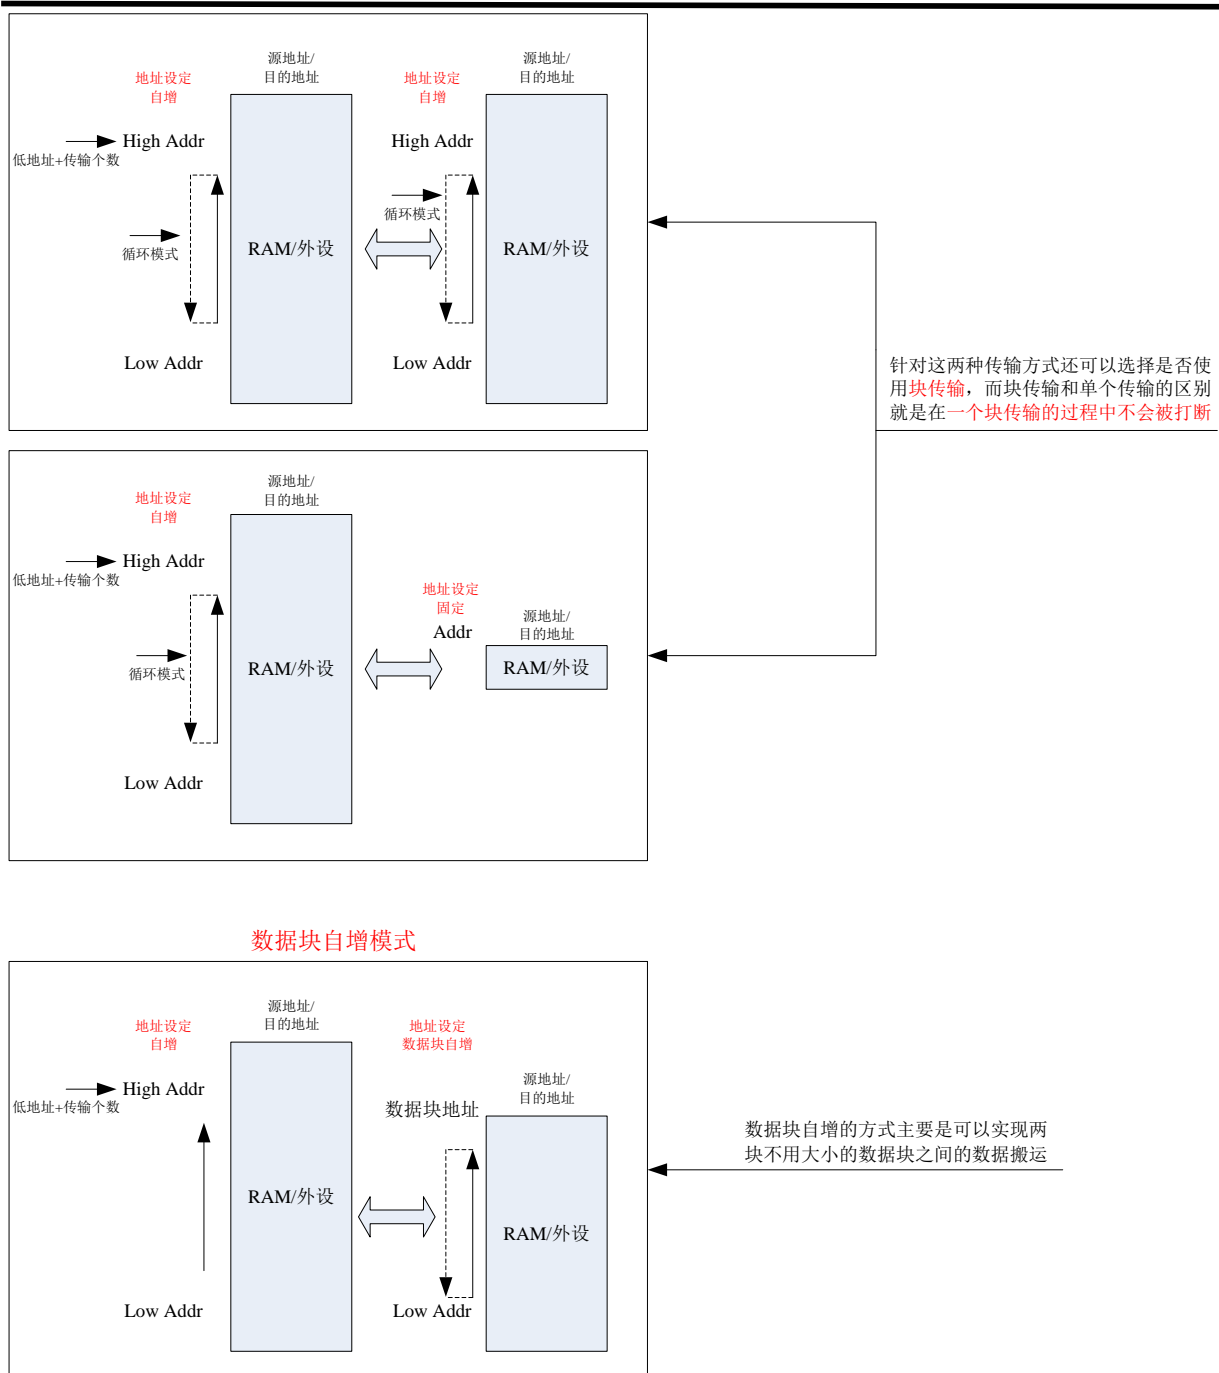 源地址/
目的地址
地址设定
自增
High Addr
低地址+传输个数
循环模式
RAM/外设
Low Addr
源地址/
目的地址
地址设定
自增
High Addr
循环模式
RAM/外设
Low Addr
针对这两种传输方式还可以选择是否使
用块传输，而块传输和单个传输的区别
就是在一个块传输的过程中不会被打断
源地址/
目的地址
地址设定
自增
High Addr
低地址+传输个数
循环模式
RAM/外设
Low Addr
地址设定
固定
Addr
源地址/
目的地址
RAM/外设
数据块自增模式
源地址/
目的地址
地址设定
自增
High Addr
低地址+传输个数
RAM/外设
Low Addr
地址设定
数据块自增
源地址/
目的地址
数据块地址
RAM/外设
Low Addr
数据块自增的方式主要是可以实现两
块不用大小的数据块之间的数据搬运